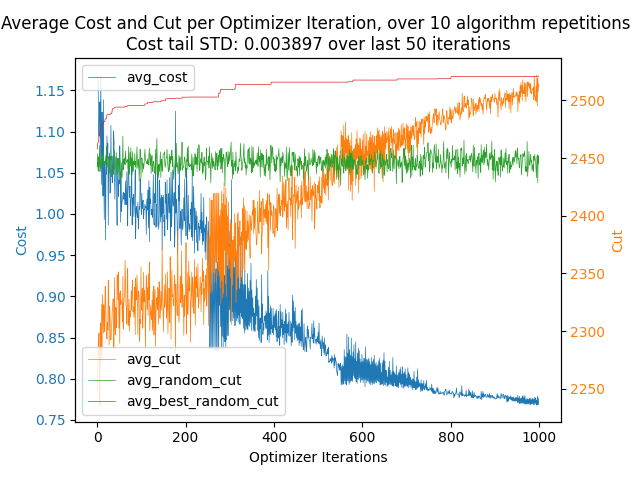 Average Cost and Cut per Optimizer Iteration, over 10 algorithm repetitions
Cost tail STD: 0.003897 over last 50 iterations
avg_cost
1.15
1.10
1.05
1.00
0.95
0.90
0.85
0.80
0.75
Cost
2500
2450
2400
2350
2300
2250
Cut
avg_cut
avg_random_cut
avg_best_random_cut
0 200 400 600 800 1000
Optimizer Iterations